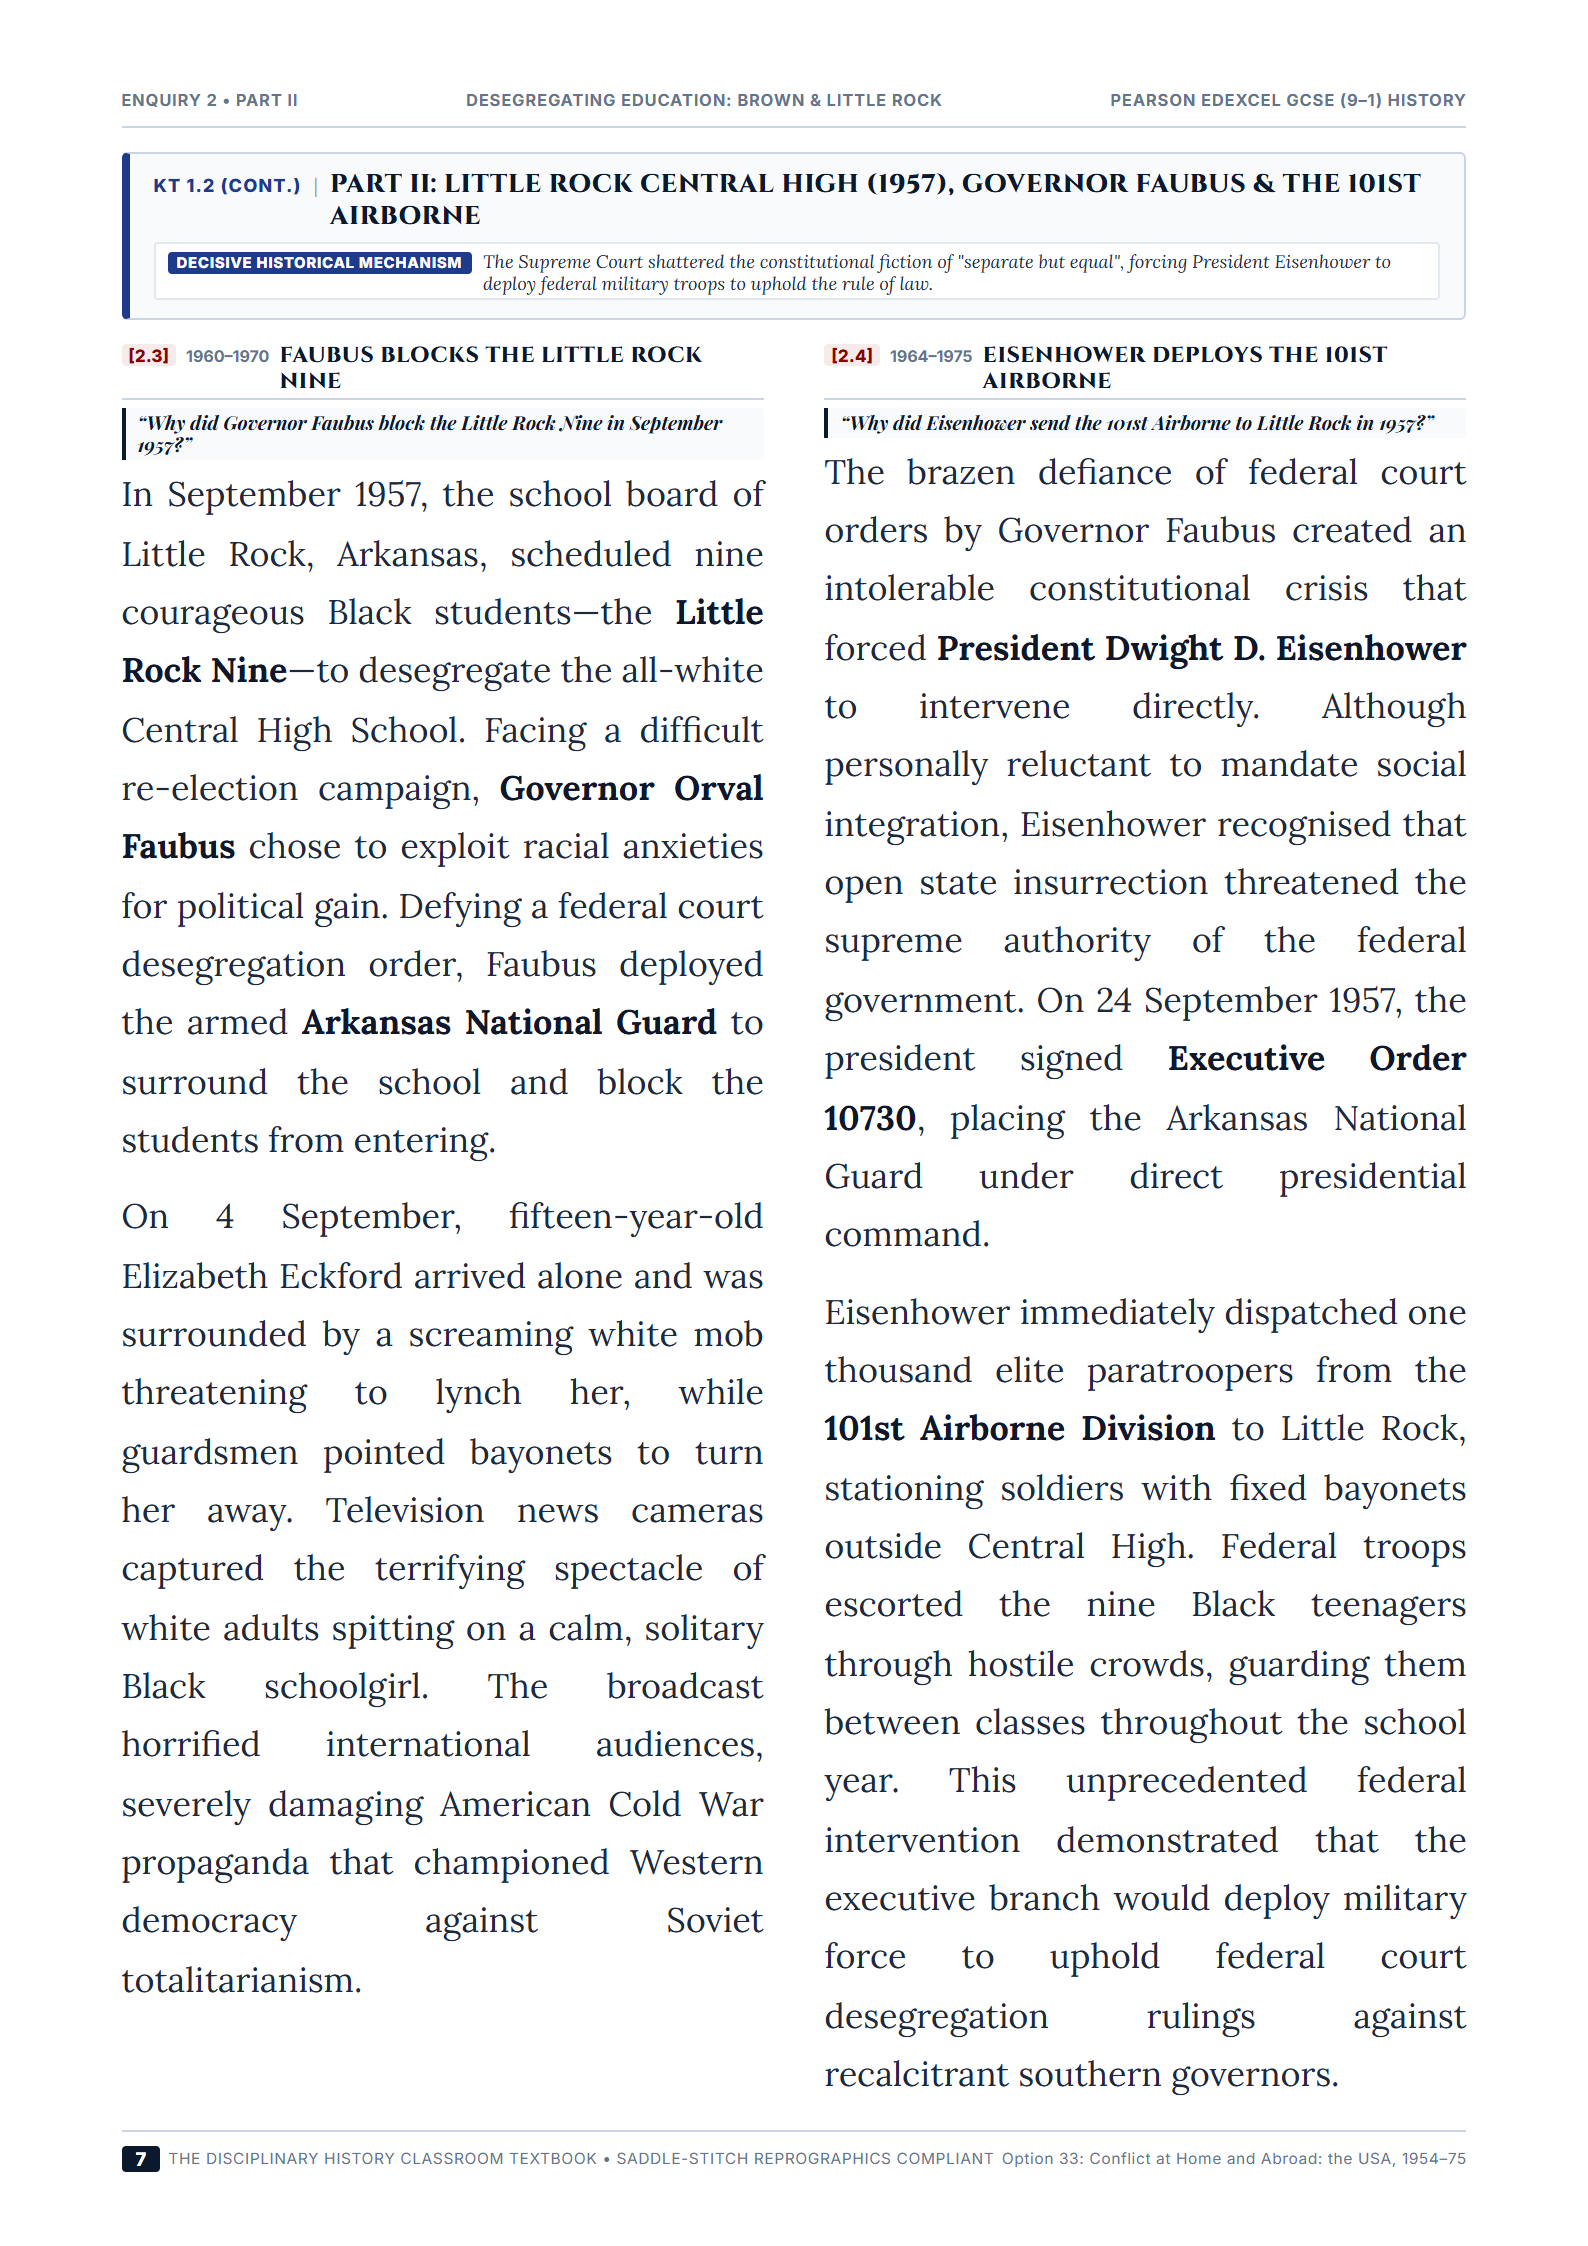 ENQUIRY 2 • PART II
DESEGREGATING EDUCATION: BROWN & LITTLE ROCK
PEARSON EDEXCEL GCSE (9–1) HISTORY
KT 1.2 (CONT.) | PART II: LITTLE ROCK CENTRAL HIGH (1957), GOVERNOR FAUBUS & THE 101ST
AIRBORNE
DECISIVE HISTORICAL MECHANISM The Supreme Court shattered the constitutional fiction of "separate but equal", forcing President Eisenhower to
deploy federal military troops to uphold the rule of law.
[2.3] 1960–1970 FAUBUS BLOCKS THE LITTLE ROCK
NINE
“Why did Governor Faubus block the Little Rock Nine in September
1957?”
In September 1957, the school board of
Little Rock, Arkansas, scheduled nine
courageous Black students—the Little
Rock Nine—to desegregate the all-white
Central High School. Facing a difficult
re-election campaign, Governor Orval
Faubus chose to exploit racial anxieties
for political gain. Defying a federal court
desegregation order, Faubus deployed
the armed Arkansas National Guard to
surround the school and block the
students from entering.
On 4 September, fifteen-year-old
Elizabeth Eckford arrived alone and was
surrounded by a screaming white mob
threatening to lynch her, while
guardsmen pointed bayonets to turn
her away. Television news cameras
captured the terrifying spectacle of
white adults spitting on a calm, solitary
Black schoolgirl. The broadcast
horrified international audiences,
severely damaging American Cold War
propaganda that championed Western
democracy against Soviet
totalitarianism.
[2.4] 1964–1975 EISENHOWER DEPLOYS THE 101ST
AIRBORNE
“Why did Eisenhower send the 101st Airborne to Little Rock in 1957?”
The brazen defiance of federal court
orders by Governor Faubus created an
intolerable constitutional crisis that
forced President Dwight D. Eisenhower
to intervene directly. Although
personally reluctant to mandate social
integration, Eisenhower recognised that
open state insurrection threatened the
supreme authority of the federal
government. On 24 September 1957, the
president signed Executive Order
10730, placing the Arkansas National
Guard under direct presidential
command.
Eisenhower immediately dispatched one
thousand elite paratroopers from the
101st Airborne Division to Little Rock,
stationing soldiers with fixed bayonets
outside Central High. Federal troops
escorted the nine Black teenagers
through hostile crowds, guarding them
between classes throughout the school
year. This unprecedented federal
intervention demonstrated that the
executive branch would deploy military
force to uphold federal court
desegregation rulings against
recalcitrant southern governors.
7 THE DISCIPLINARY HISTORY CLASSROOM TEXTBOOK • SADDLE-STITCH REPROGRAPHICS COMPLIANT Option 33: Conflict at Home and Abroad: the USA, 1954–75